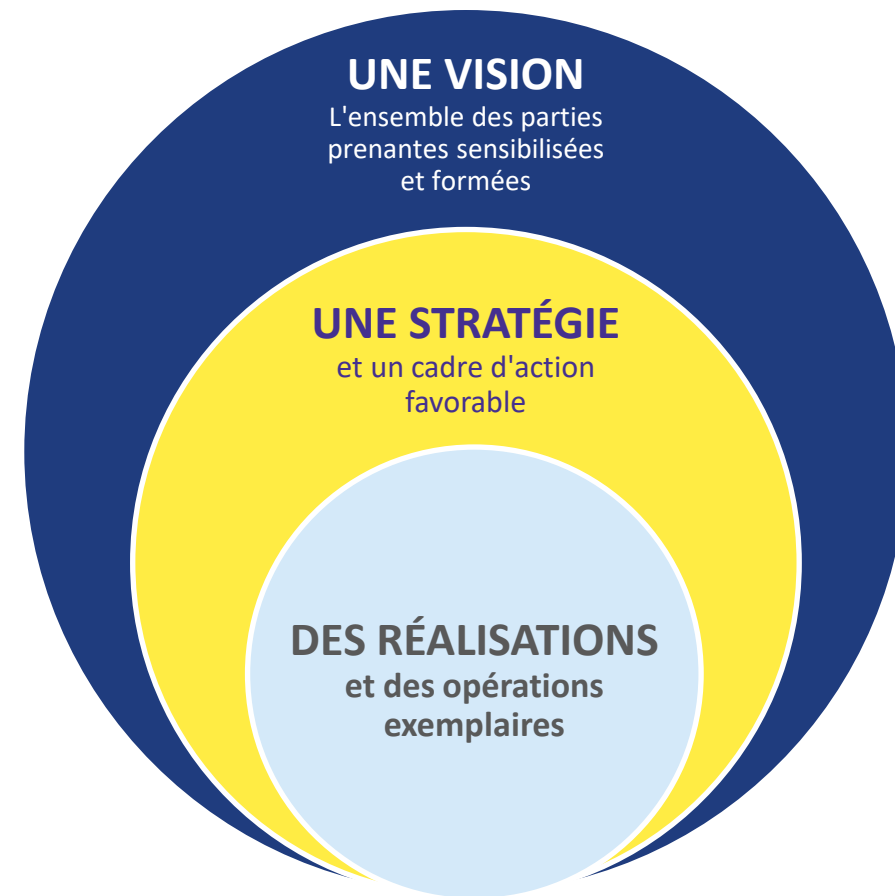 UNE VISION
L'ensemble des parties
prenantes sensibilisées
et formées
UNE STRATÉGIE
et un cadre d'action
favorable
DES RÉALISATIONS
et des opérations
exemplaires